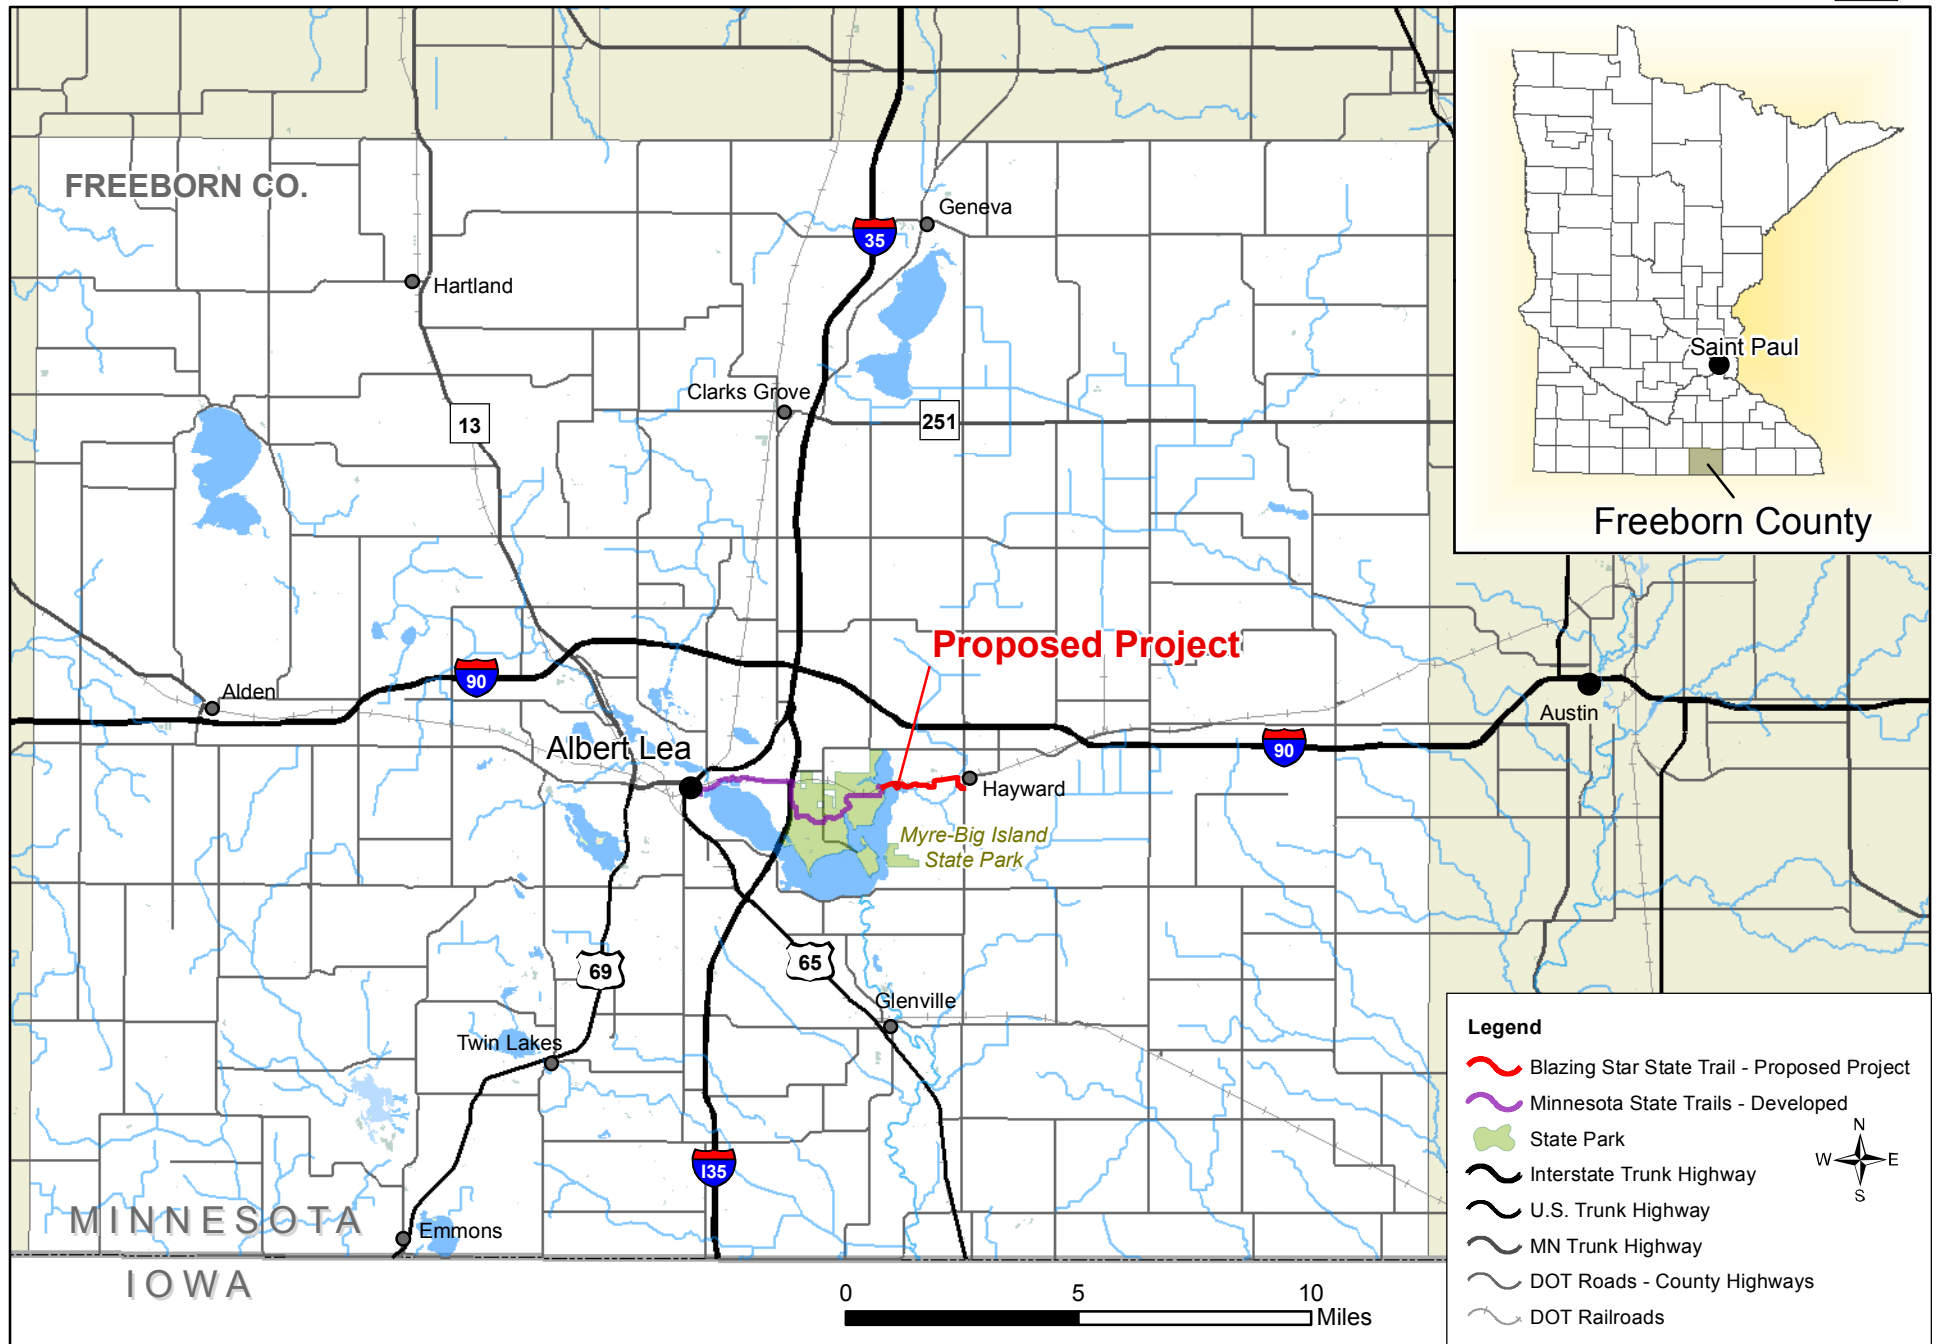 FREEBORN CO.
Geneva
35
Hartland
Saint Paul
Clarks Grove
13
251
Freeborn County
Proposed Project
90
Alden
Austin
Albert Lea
90
Hayward
Myre-Big Island
State Park
69
65
Glenville
Twin Lakes
I35
MINNESOTA
Emmons
IOWA
0 5 10
Miles
Legend
Blazing Star State Trail - Proposed Project
Minnesota State Trails - Developed
State Park
Interstate Trunk Highway
U.S. Trunk Highway
MN Trunk Highway
DOT Roads - County Highways
DOT Railroads
N
W E
S